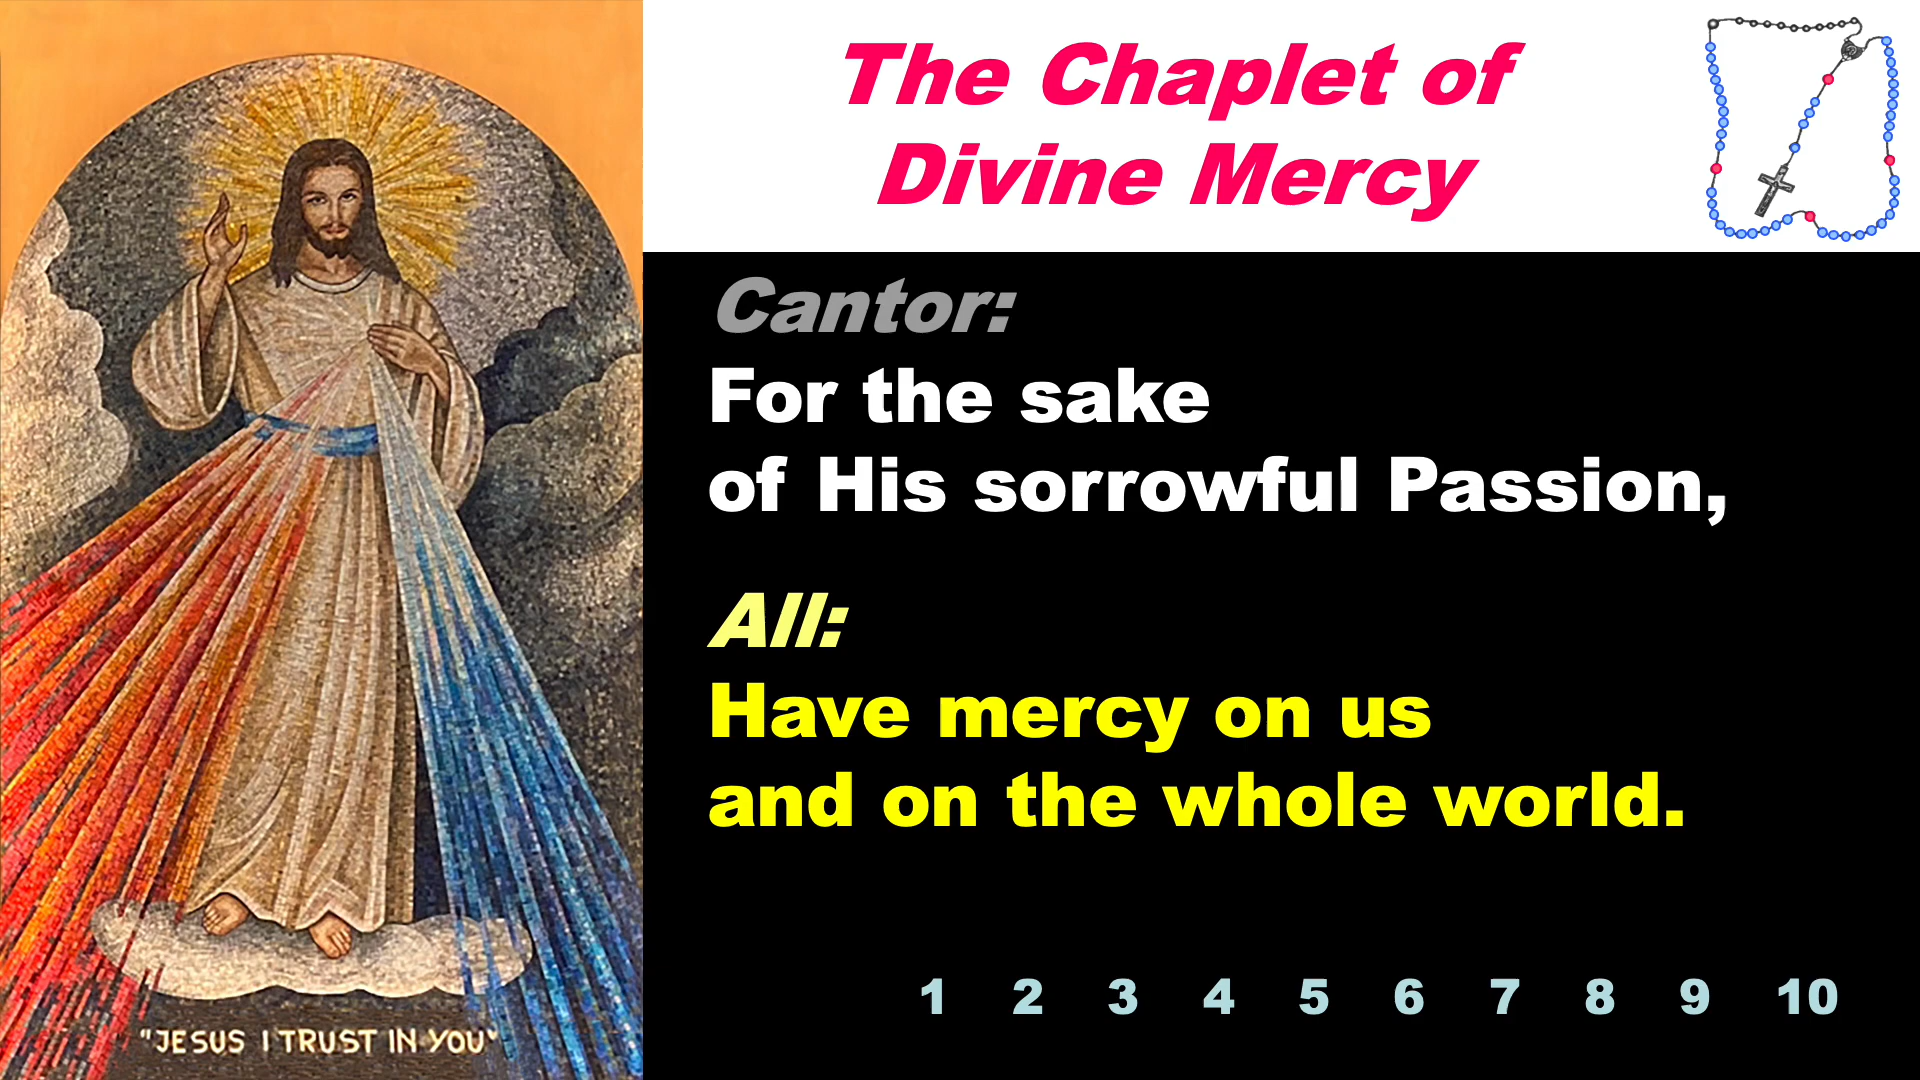 The Chaplet of
Divine Mercy
Cantor:
For the sake
of His sorrowful Passion,
All:
Have mercy on us
and on the whole world.
1 2 3 4 5 6 7 8 9 10
"JESUS I TRUST IN YOU"